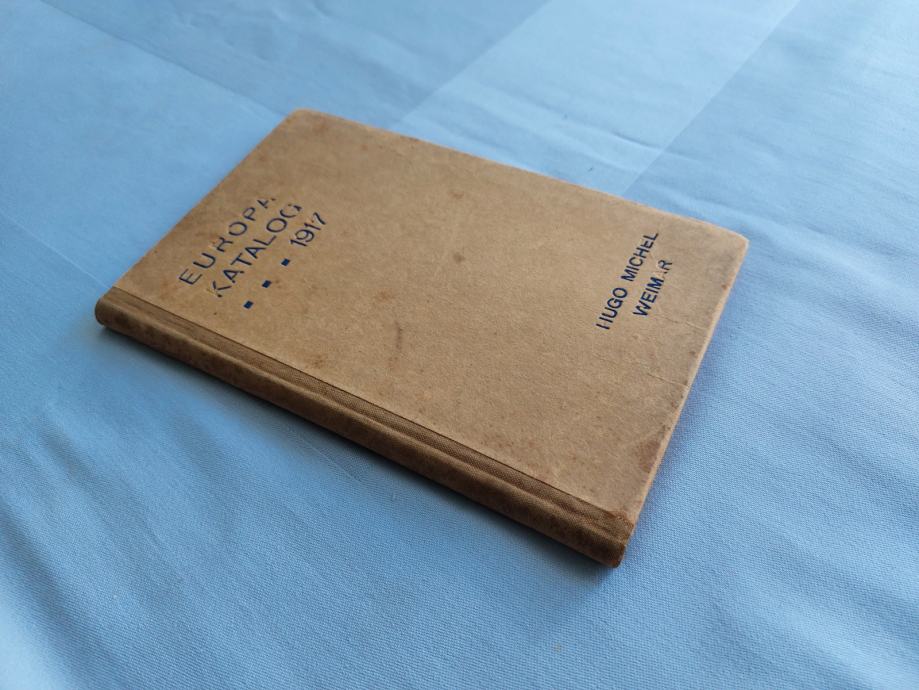 EUROPA
KATALOG
▪ ▪ ▪ 1917
HUGO MICHEL
WEIMAR